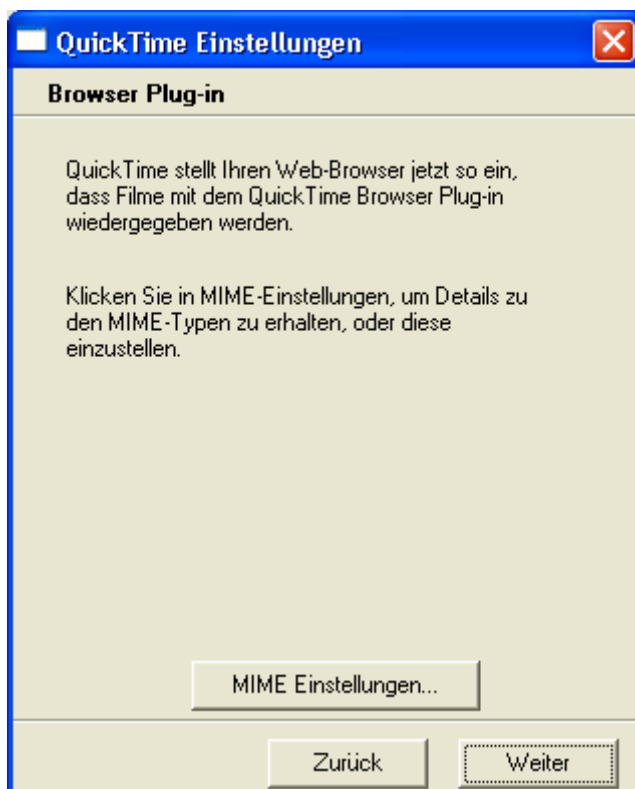 QuickTime Einstellungen
Browser Plug-in
QuickTime stellt Ihren Web-Browser jetzt so ein,
dass Filme mit dem QuickTime Browser Plug-in
wiedergegeben werden.
Klicken Sie in MIME-Einstellungen, um Details zu
den MIME-Typen zu erhalten, oder diese
einzustellen.
MIME Einstellungen...
Zurück
Weiter